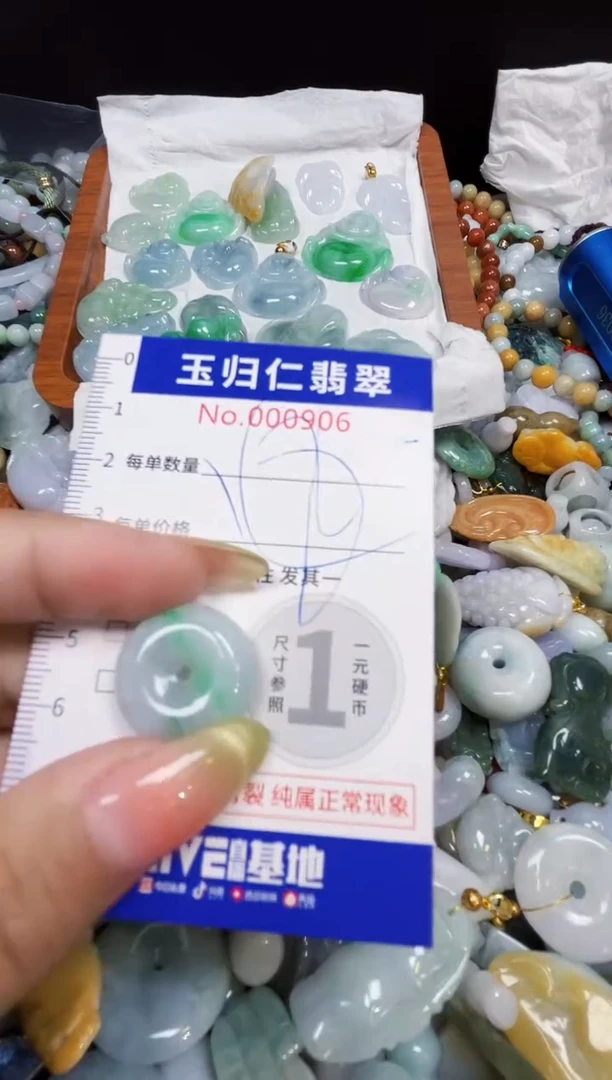 玉归仁翡翠
No.000906
0
1
2
3
5
6
每单数量
每单价格
发其一
尺寸参照
1
一元硬币
裂 纯属正常现象
基地